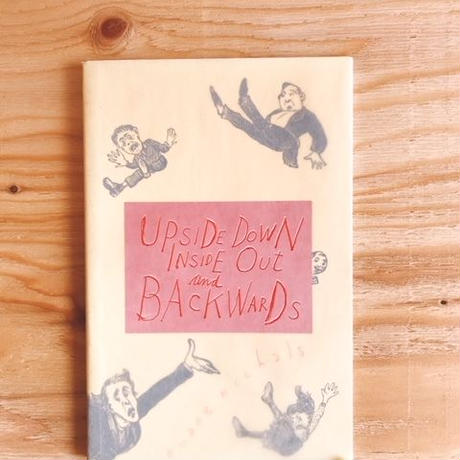 UPSIDE DOWN
INSIDE OUT
and
BACKWARDS